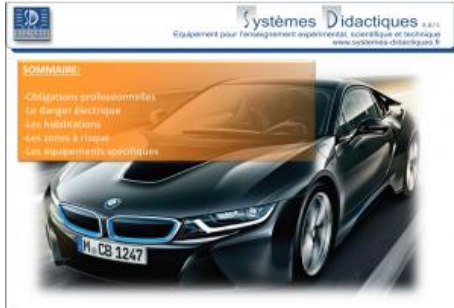 Systèmes Didactiques s.a.r.l.
Equipement pour l'enseignement expérimental, scientifique et technique
www.systemes-didactiques.fr
SOMMAIRE:
-Obligations professionnelles
-Le danger électrique
-Les habilitations
-Les zones à risque
-Les équipements spécifiques
M CB 1247